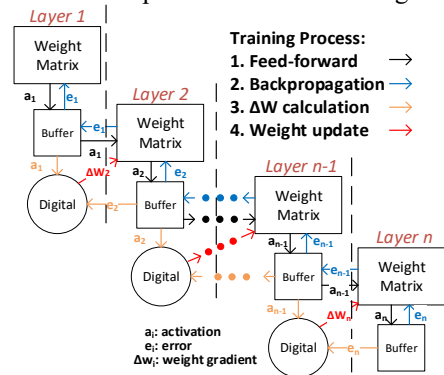 Layer 1
Weight
Matrix
a₁
e₁
Buffer
e₁
a₁
a₁
Digital
ΔW₂
Layer 2
Weight
Matrix
a₂
e₂
Buffer
e₂
a₂
Digital
Training Process:
1. Feed-forward
2. Backpropagation
3. ΔW calculation
4. Weight update
Layer n-1
Weight
Matrix
aₙ₋₁
eₙ₋₁
Buffer
eₙ₋₁
aₙ₋₁
aₙ₋₁
Digital
ΔWₙ
Layer n
Weight
Matrix
aₙ
eₙ
Buffer
eₙ
aᵢ: activation
eᵢ: error
Δwᵢ: weight gradient